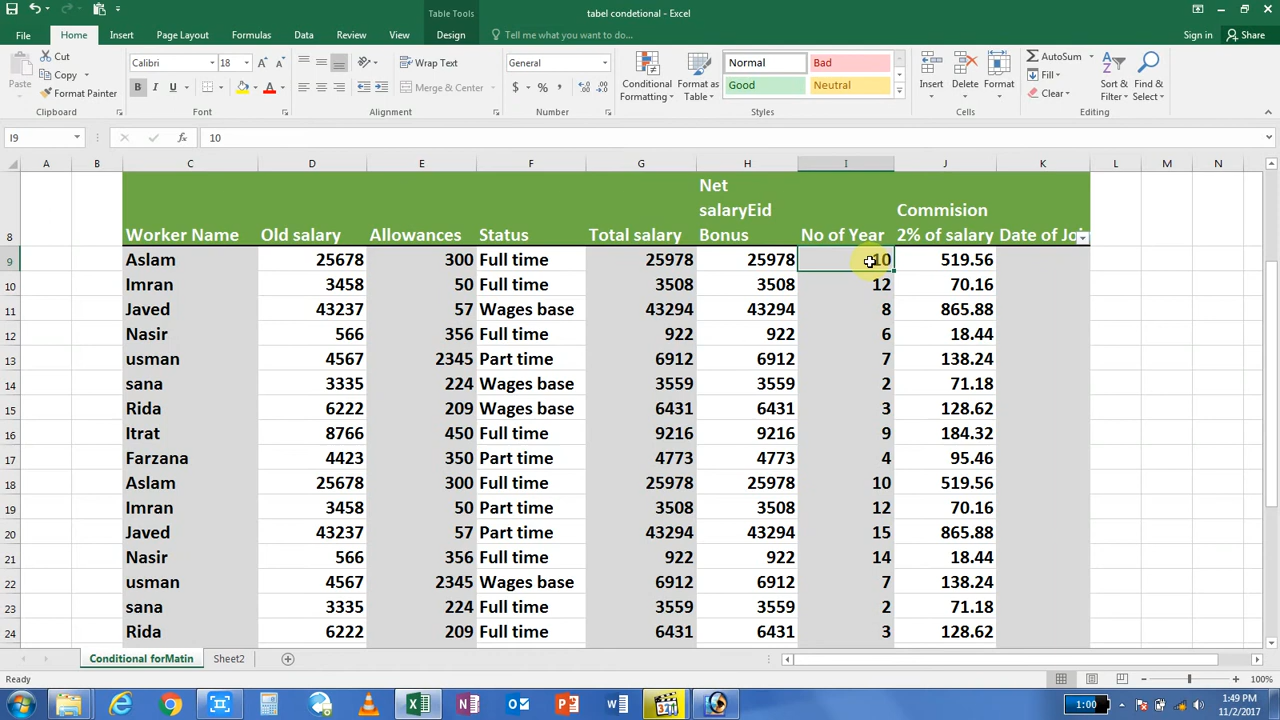 Table Tools
tabel condetional - Excel
File Home Insert Page Layout Formulas Data Review View Design Tell me what you want to do... Sign in Share
Paste
Cut
Copy
Format Painter
Clipboard
Calibri 10
B I U
Font
Wrap Text
Merge & Center
Alignment
General
$ % ,
Number
Conditional Formatting
Format as Table
Normal Bad
Good Neutral
Styles
Insert Delete Format
Cells
AutoSum
Fill
Clear
Sort & Filter
Find & Select
Editing
I9 fx 10
A B C D E F G H I J K L M N
8 Worker Name Old salary Allowances Status Total salary Net salaryEid Bonus No of Year Commision 2% of salary Date of Joi
9 Aslam 25678 300 Full time 25978 25978 10 519.56
10 Imran 3458 50 Full time 3508 3508 12 70.16
11 Javed 43237 57 Wages base 43294 43294 8 865.88
12 Nasir 566 356 Full time 922 922 6 18.44
13 usman 4567 2345 Part time 6912 6912 7 138.24
14 sana 3335 224 Wages base 3559 3559 2 71.18
15 Rida 6222 209 Wages base 6431 6431 3 128.62
16 Itrat 8766 450 Full time 9216 9216 9 184.32
17 Farzana 4423 350 Part time 4773 4773 4 95.46
18 Aslam 25678 300 Full time 25978 25978 10 519.56
19 Imran 3458 50 Part time 3508 3508 12 70.16
20 Javed 43237 57 Part time 43294 43294 15 865.88
21 Nasir 566 356 Full time 922 922 14 18.44
22 usman 4567 2345 Wages base 6912 6912 7 138.24
23 sana 3335 224 Full time 3559 3559 2 71.18
24 Rida 6222 209 Full time 6431 6431 3 128.62
Conditional forMatin Sheet2
Ready 100%
1:00 1:49 PM
11/2/2017